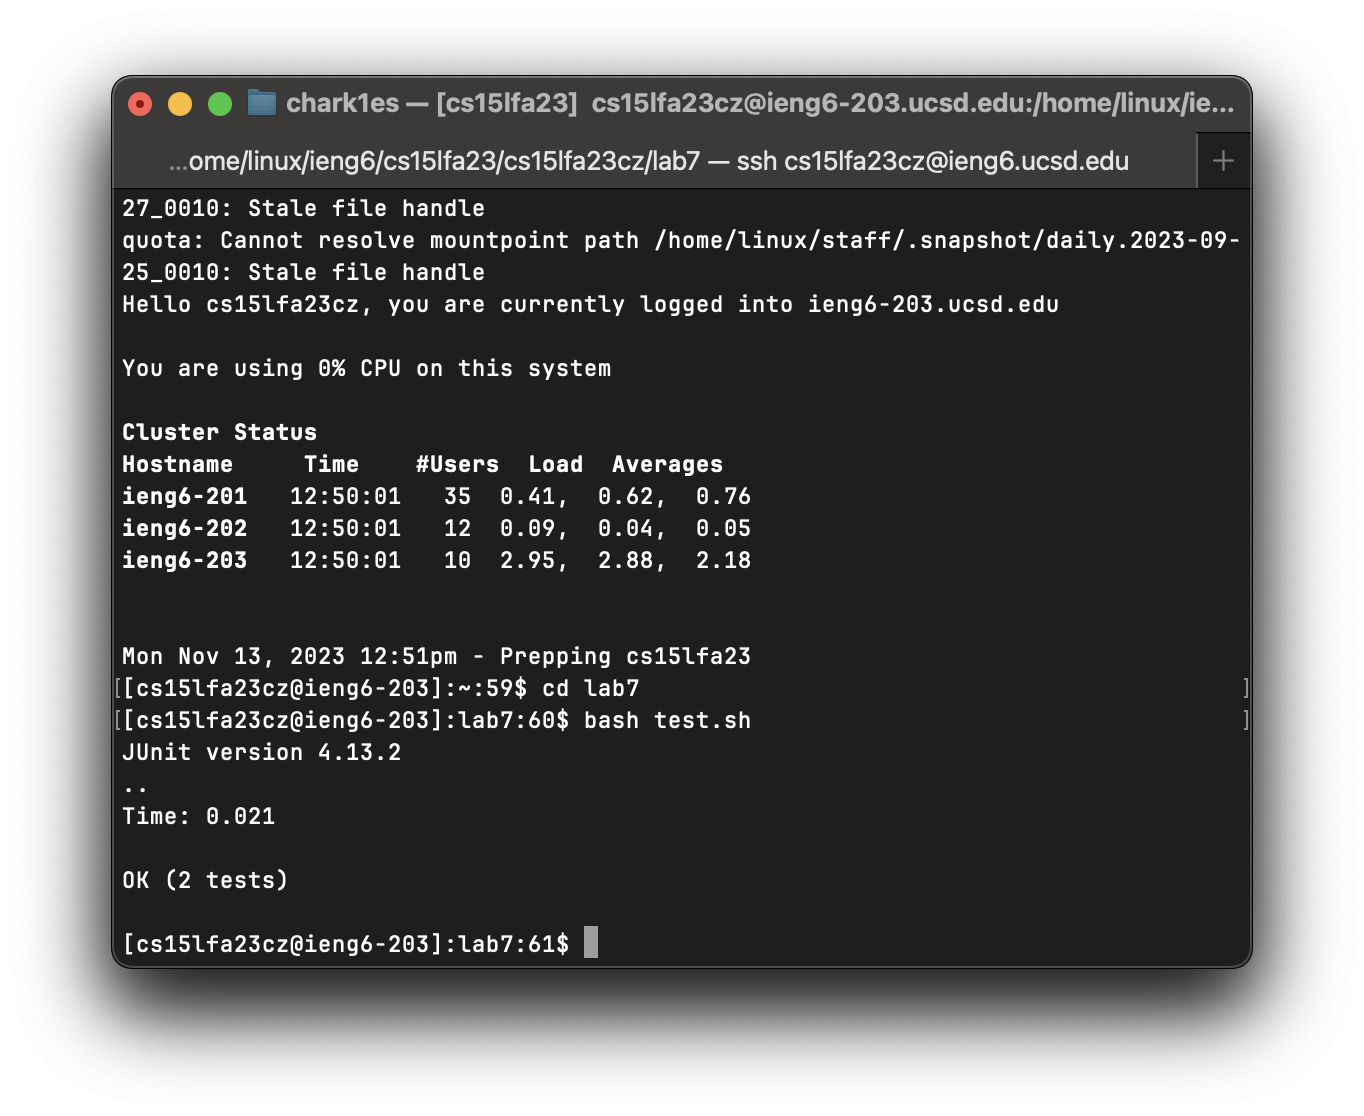 chark1es — [cs15lfa23] cs15lfa23cz@ieng6-203.ucsd.edu:/home/linux/ie...
...ome/linux/ieng6/cs15lfa23/cs15lfa23cz/lab7 — ssh cs15lfa23cz@ieng6.ucsd.edu +
27_0010: Stale file handle
quota: Cannot resolve mountpoint path /home/linux/staff/.snapshot/daily.2023-09-
25_0010: Stale file handle
Hello cs15lfa23cz, you are currently logged into ieng6-203.ucsd.edu
You are using 0% CPU on this system
Cluster Status
Hostname     Time    #Users  Load  Averages
ieng6-201   12:50:01   35  0.41,  0.62,  0.76
ieng6-202   12:50:01   12  0.09,  0.04,  0.05
ieng6-203   12:50:01   10  2.95,  2.88,  2.18
Mon Nov 13, 2023 12:51pm - Prepping cs15lfa23
[[cs15lfa23cz@ieng6-203]:~:59$ cd lab7 ]
[[cs15lfa23cz@ieng6-203]:lab7:60$ bash test.sh ]
JUnit version 4.13.2
..
Time: 0.021
OK (2 tests)
[cs15lfa23cz@ieng6-203]:lab7:61$